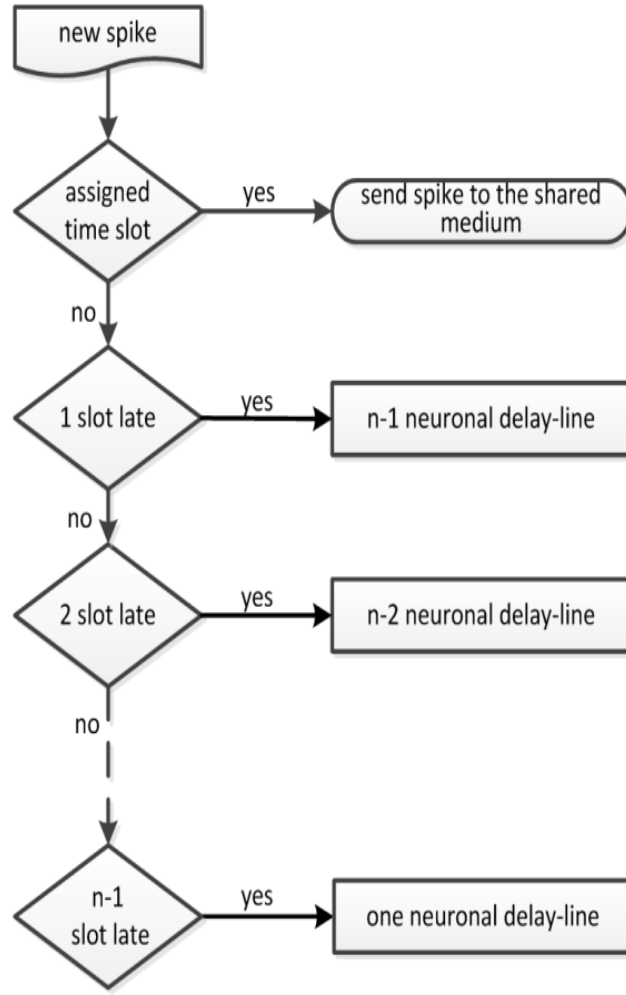 new spike
assigned
time slot
yes
send spike to the shared
medium
no
1 slot late
yes
n-1 neuronal delay-line
no
2 slot late
yes
n-2 neuronal delay-line
no
n-1
slot late
yes
one neuronal delay-line